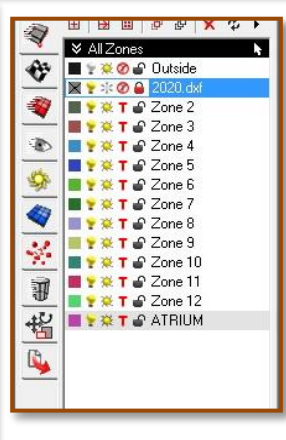 All Zones
Outside
2020.dxf
T Zone 2
T Zone 3
T Zone 4
T Zone 5
T Zone 6
T Zone 7
T Zone 8
T Zone 9
T Zone 10
T Zone 11
T Zone 12
T ATRIUM